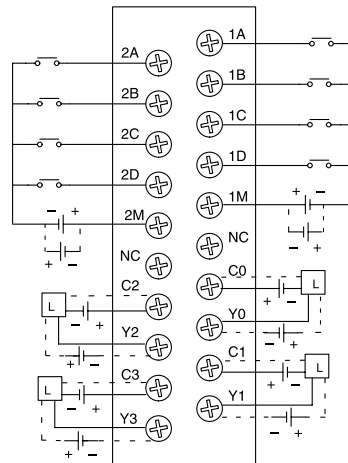 2A
2B
2C
2D
- +
2M
+ -
NC
C2
L
- +
Y2
+ -
C3
L
- +
Y3
+ -
1A
1B
1C
1D
1M
+ -
- +
NC
C0
L
+ -
Y0
- +
C1
L
+ -
Y1
- +